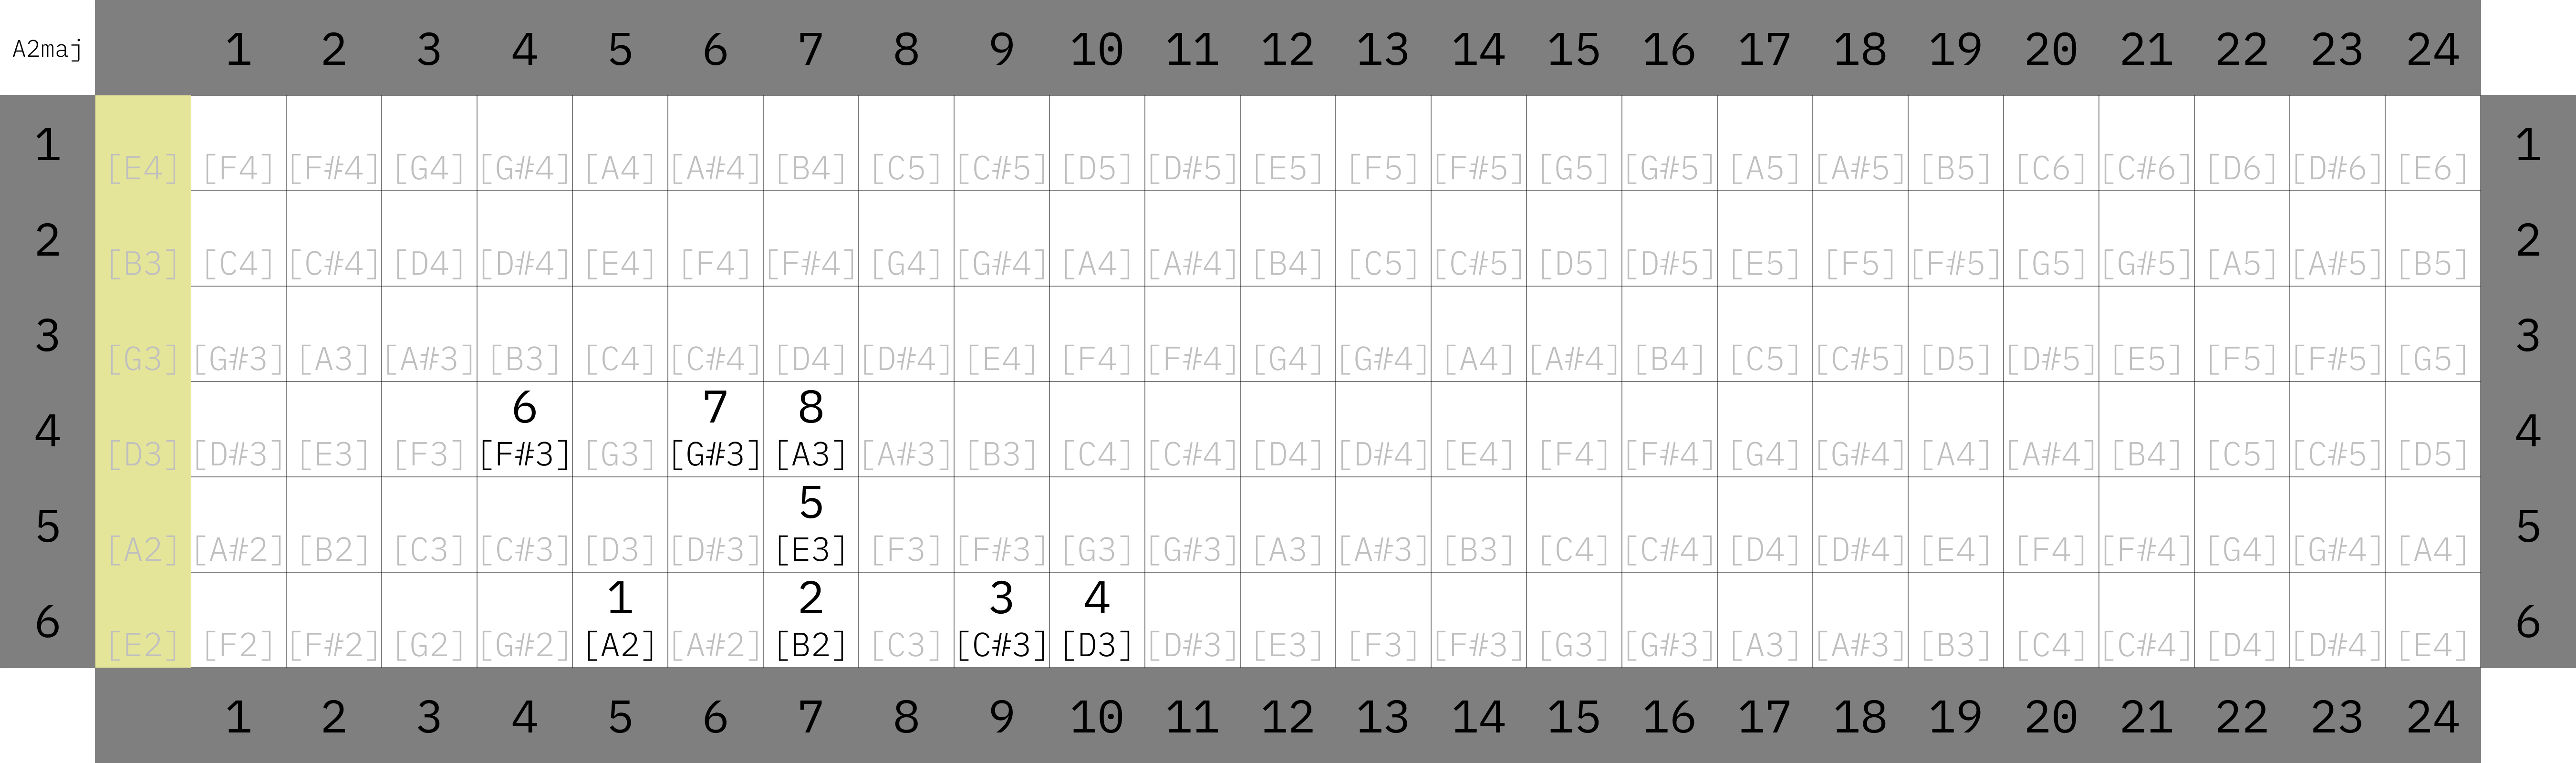 A2maj 1 2 3 4 5 6 7 8 9 10 11 12 13 14 15 16 17 18 19 20 21 22 23 24
1 [E4] [F4] [F#4] [G4] [G#4] [A4] [A#4] [B4] [C5] [C#5] [D5] [D#5] [E5] [F5] [F#5] [G5] [G#5] [A5] [A#5] [B5] [C6] [C#6] [D6] [D#6] [E6] 1
2 [B3] [C4] [C#4] [D4] [D#4] [E4] [F4] [F#4] [G4] [G#4] [A4] [A#4] [B4] [C5] [C#5] [D5] [D#5] [E5] [F5] [F#5] [G5] [G#5] [A5] [A#5] [B5] 2
3 [G3] [G#3] [A3] [A#3] [B3] [C4] [C#4] [D4] [D#4] [E4] [F4] [F#4] [G4] [G#4] [A4] [A#4] [B4] [C5] [C#5] [D5] [D#5] [E5] [F5] [F#5] [G5] 3
6 7 8
4 [D3] [D#3] [E3] [F3] [F#3] [G3] [G#3] [A3] [A#3] [B3] [C4] [C#4] [D4] [D#4] [E4] [F4] [F#4] [G4] [G#4] [A4] [A#4] [B4] [C5] [C#5] [D5] 4
5
5 [A2] [A#2] [B2] [C3] [C#3] [D3] [D#3] [E3] [F3] [F#3] [G3] [G#3] [A3] [A#3] [B3] [C4] [C#4] [D4] [D#4] [E4] [F4] [F#4] [G4] [G#4] [A4] 5
1 2 3 4
6 [E2] [F2] [F#2] [G2] [G#2] [A2] [A#2] [B2] [C3] [C#3] [D3] [D#3] [E3] [F3] [F#3] [G3] [G#3] [A3] [A#3] [B3] [C4] [C#4] [D4] [D#4] [E4] 6
1 2 3 4 5 6 7 8 9 10 11 12 13 14 15 16 17 18 19 20 21 22 23 24